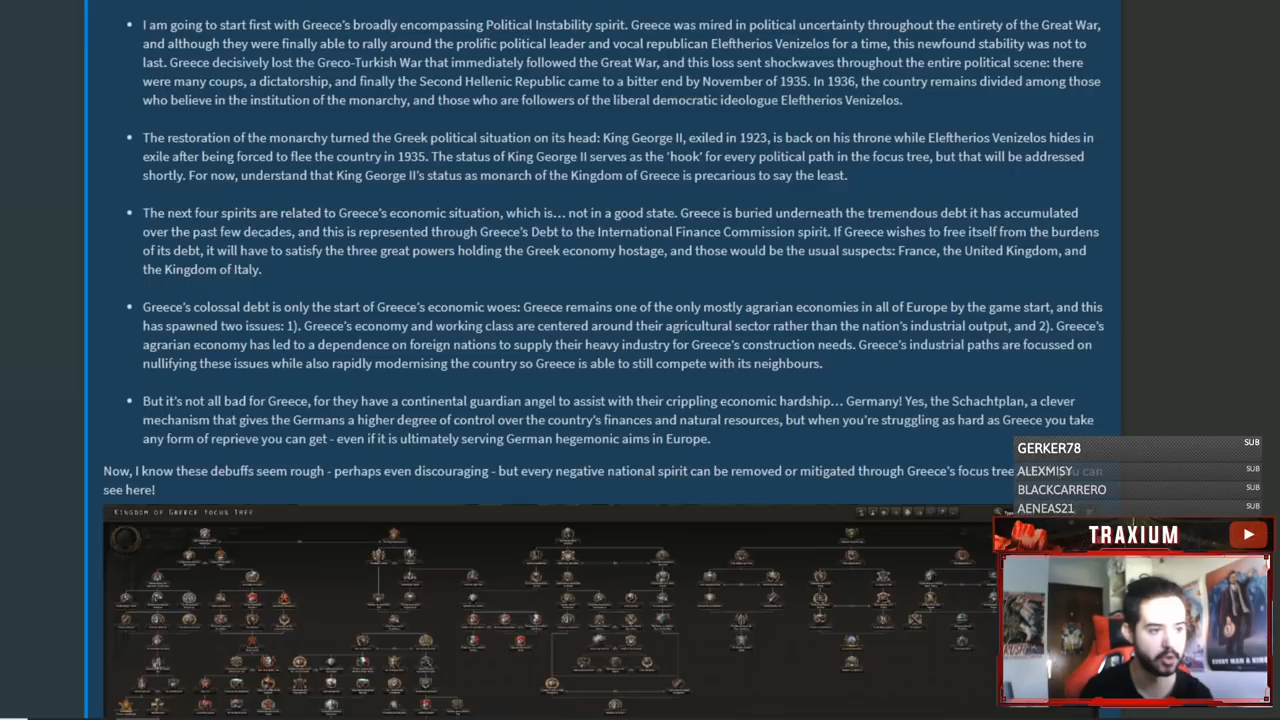 I am going to start first with Greece's broadly encompassing Political Instability spirit. Greece was mired in political uncertainty throughout the entirety of the Great War,
and although they were finally able to rally around the prolific political leader and vocal republican Eleftherios Venizelos for a time, this newfound stability was not to
last. Greece decisively lost the Greco-Turkish War that immediately followed the Great War, and this loss sent shockwaves throughout the entire political scene: there
were many coups, a dictatorship, and finally the Second Hellenic Republic came to a bitter end by November of 1935. In 1936, the country remains divided among those
who believe in the institution of the monarchy, and those who are followers of the liberal democratic ideologue Eleftherios Venizelos.
The restoration of the monarchy turned the Greek political situation on its head: King George II, exiled in 1923, is back on his throne while Eleftherios Venizelos hides in
exile after being forced to flee the country in 1935. The status of King George II serves as the 'hook' for every political path in the focus tree, but that will be addressed
shortly. For now, understand that King George II's status as monarch of the Kingdom of Greece is precarious to say the least.
The next four spirits are related to Greece's economic situation, which is... not in a good state. Greece is buried underneath the tremendous debt it has accumulated
over the past few decades, and this is represented through Greece's Debt to the International Finance Commission spirit. If Greece wishes to free itself from the burdens
of its debt, it will have to satisfy the three great powers holding the Greek economy hostage, and those would be the usual suspects: France, the United Kingdom, and
the Kingdom of Italy.
Greece's colossal debt is only the start of Greece's economic woes: Greece remains one of the only mostly agrarian economies in all of Europe by the game start, and this
has spawned two issues: 1). Greece's economy and working class are centered around their agricultural sector rather than the nation's industrial output, and 2). Greece's
agrarian economy has led to a dependence on foreign nations to supply their heavy industry for Greece's construction needs. Greece's industrial paths are focussed on
nullifying these issues while also rapidly modernising the country so Greece is able to still compete with its neighbours.
But it's not all bad for Greece, for they have a continental guardian angel to assist with their crippling economic hardship... Germany! Yes, the Schachtplan, a clever
mechanism that gives the Germans a higher degree of control over the country's finances and natural resources, but when you're struggling as hard as Greece you take
any form of reprieve you can get - even if it is ultimately serving German hegemonic aims in Europe.
Now, I know these debuffs seem rough - perhaps even discouraging - but every negative national spirit can be removed or mitigated through Greece's focus tree can
see here!
GERKER78 SUB
ALEXMISY SUB
BLACKCARRERO SUB
AENEAS21 SUB
KINGDOM OF GREECE FOCUS TREE
TRAXIUM
EVERY MAN A KING